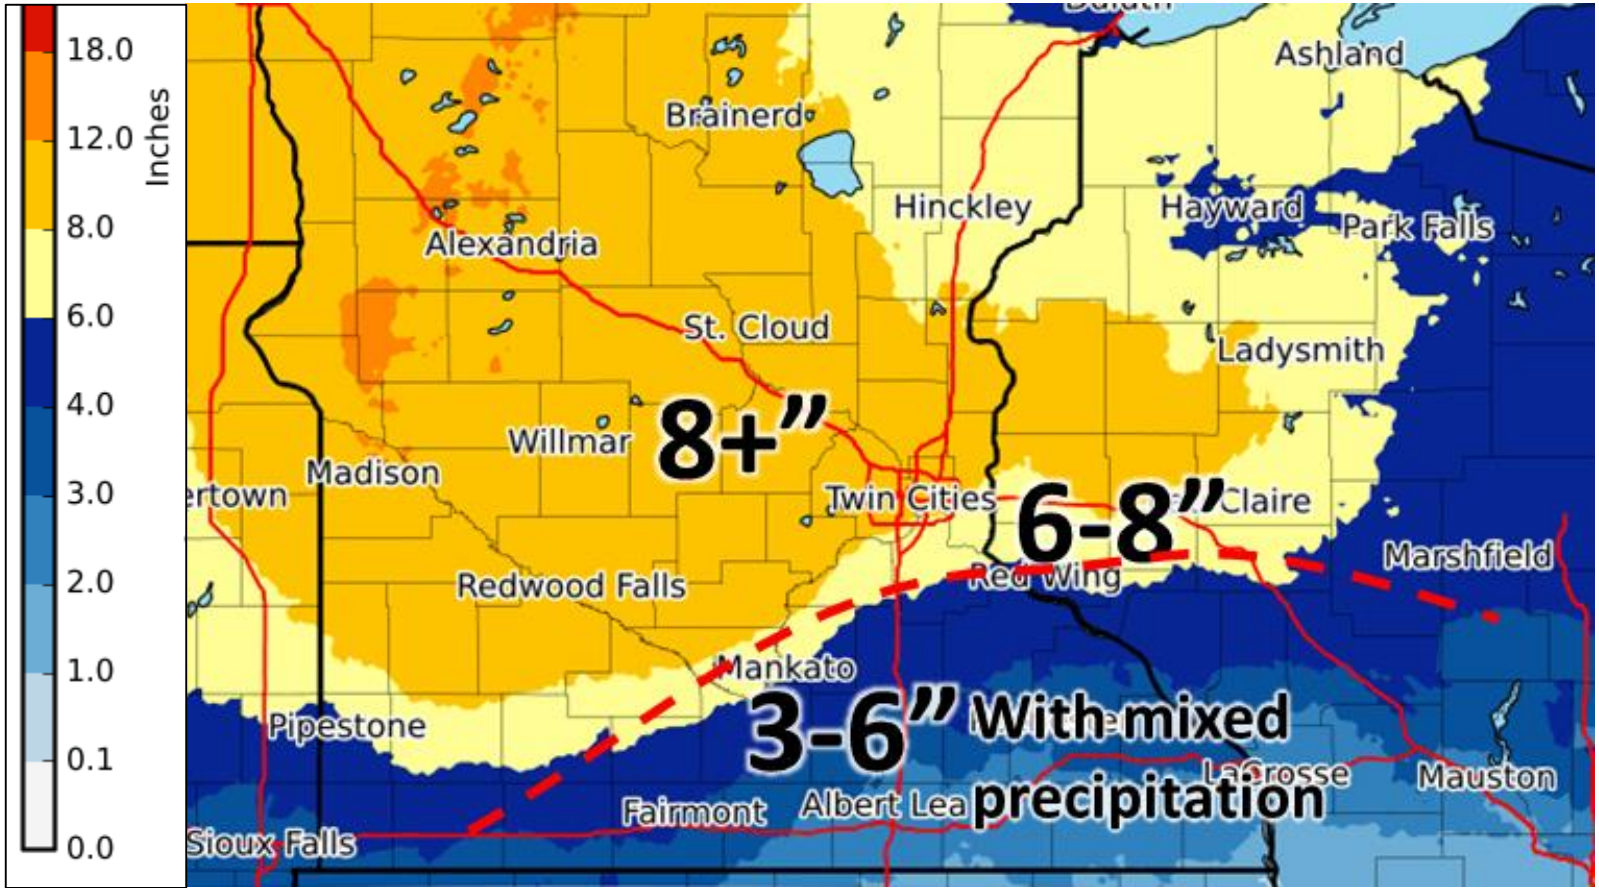 18.0
12.0
8.0
6.0
4.0
3.0
2.0
1.0
0.1
0.0
Inches
Duluth
Ashland
Brainerd
Hinckley
Hayward
Park Falls
Alexandria
St. Cloud
Ladysmith
8+”
Willmar
Madison
ertown
Twin Cities
6-8”
Claire
Marshfield
Redwood Falls
Red Wing
Mankato
3-6” With mixed
precipitation
Pipestone
LaCrosse
Mauston
Fairmont
Albert Lea
Sioux Falls